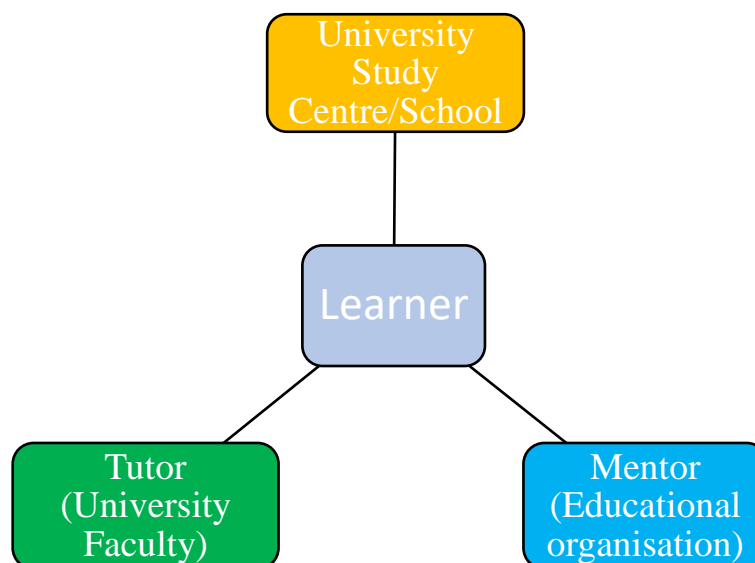 University
Study
Centre/School
Learner
Tutor
(University
Faculty)
Mentor
(Educational
organisation)